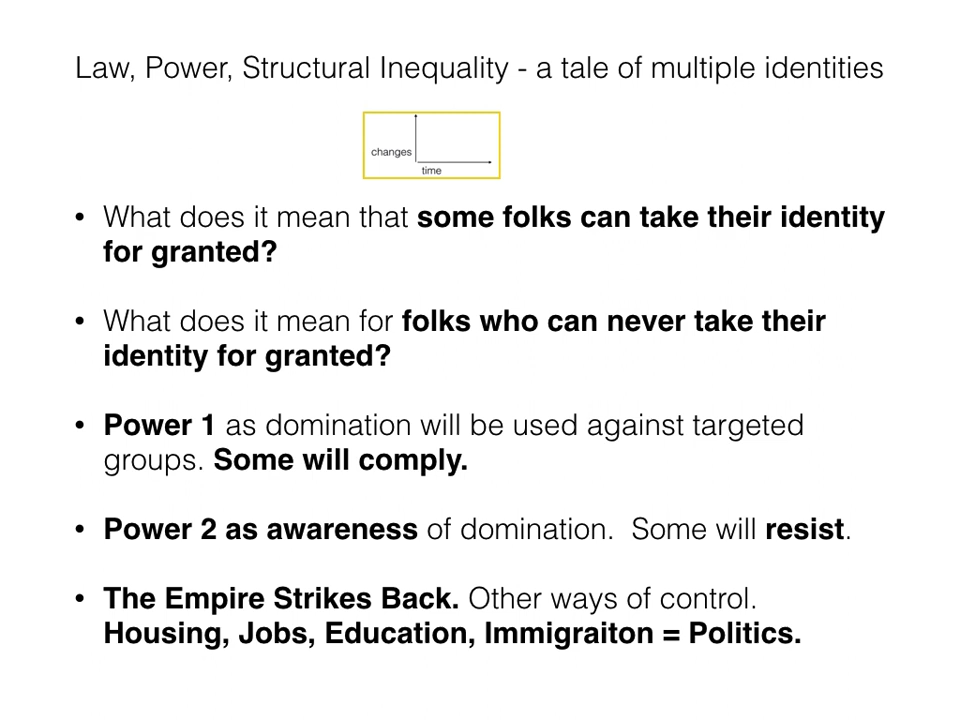 Law, Power, Structural Inequality - a tale of multiple identities
changes
time
• What does it mean that some folks can take their identity
for granted?
• What does it mean for folks who can never take their
identity for granted?
• Power 1 as domination will be used against targeted
groups. Some will comply.
• Power 2 as awareness of domination.  Some will resist.
• The Empire Strikes Back. Other ways of control.
Housing, Jobs, Education, Immigraiton = Politics.